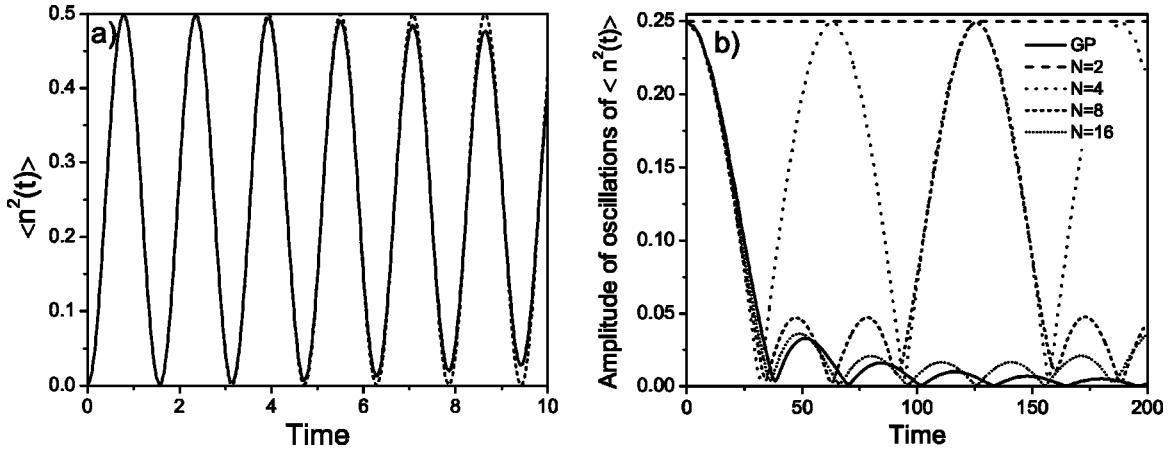 a)
0.5
0.4
0.3
0.2
0.1
0.0
<n²(t)>
0 2 4 6 8 10
Time
b)
0.25
0.20
0.15
0.10
0.05
0.00
Amplitude of oscillations of < n²(t)>
GP
N=2
N=4
N=8
N=16
0 50 100 150 200
Time